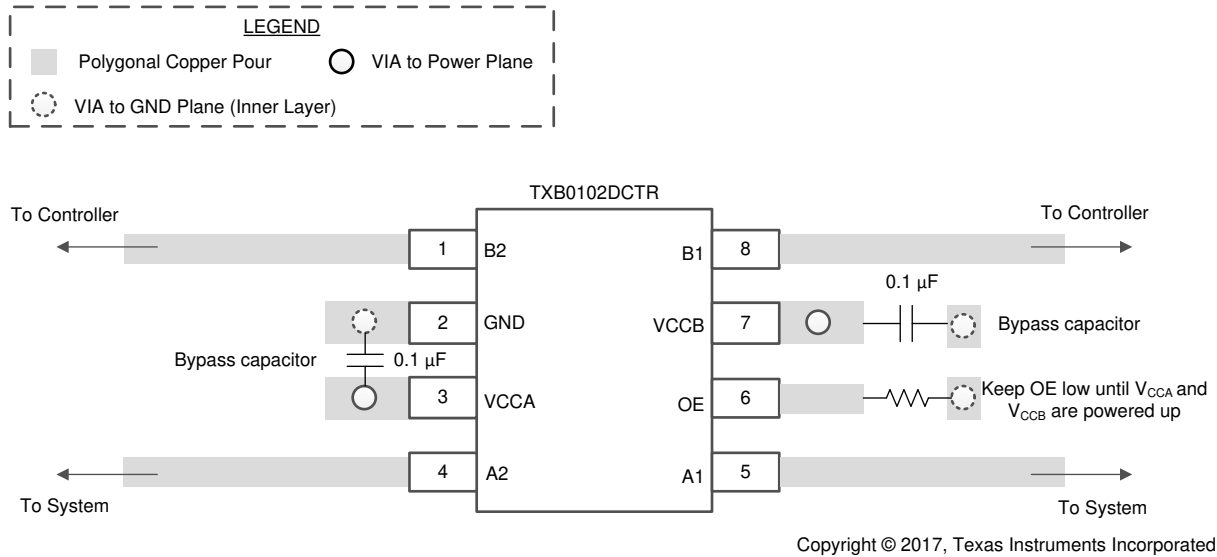 LEGEND
Polygonal Copper Pour
VIA to Power Plane
VIA to GND Plane (Inner Layer)
TXB0102DCTR
To Controller
To Controller
1
B2
B1
8
0.1 µF
2
GND
VCCB
7
Bypass capacitor
Bypass capacitor
0.1 µF
3
VCCA
OE
6
Keep OE low until VCCA and
VCCB are powered up
4
A2
A1
5
To System
To System
Copyright © 2017, Texas Instruments Incorporated